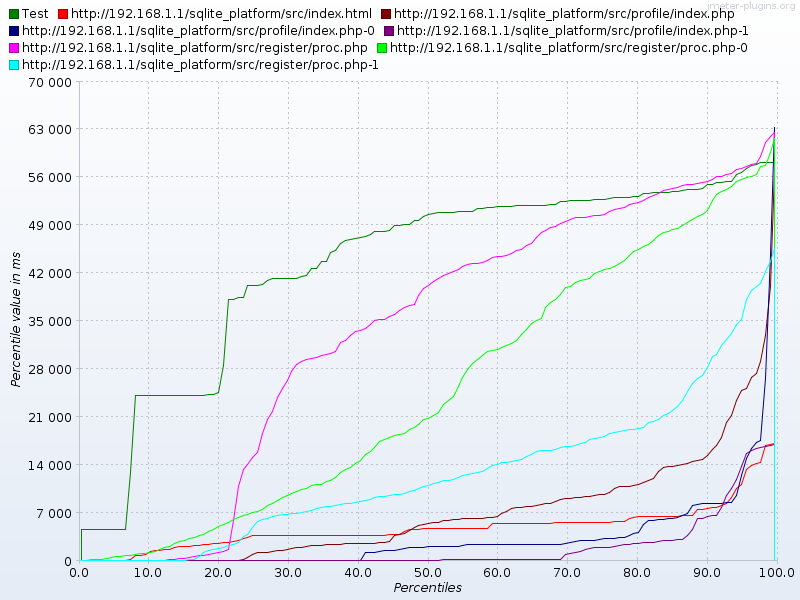 jmeter-plugins.org
Test http://192.168.1.1/sqlite_platform/src/index.html http://192.168.1.1/sqlite_platform/src/profile/index.php
http://192.168.1.1/sqlite_platform/src/profile/index.php-0 http://192.168.1.1/sqlite_platform/src/profile/index.php-1
http://192.168.1.1/sqlite_platform/src/register/proc.php http://192.168.1.1/sqlite_platform/src/register/proc.php-0
http://192.168.1.1/sqlite_platform/src/register/proc.php-1
70 000
63 000
56 000
49 000
42 000
35 000
28 000
21 000
14 000
7 000
0
Percentile value in ms
0.0 10.0 20.0 30.0 40.0 50.0 60.0 70.0 80.0 90.0 100.0
Percentiles